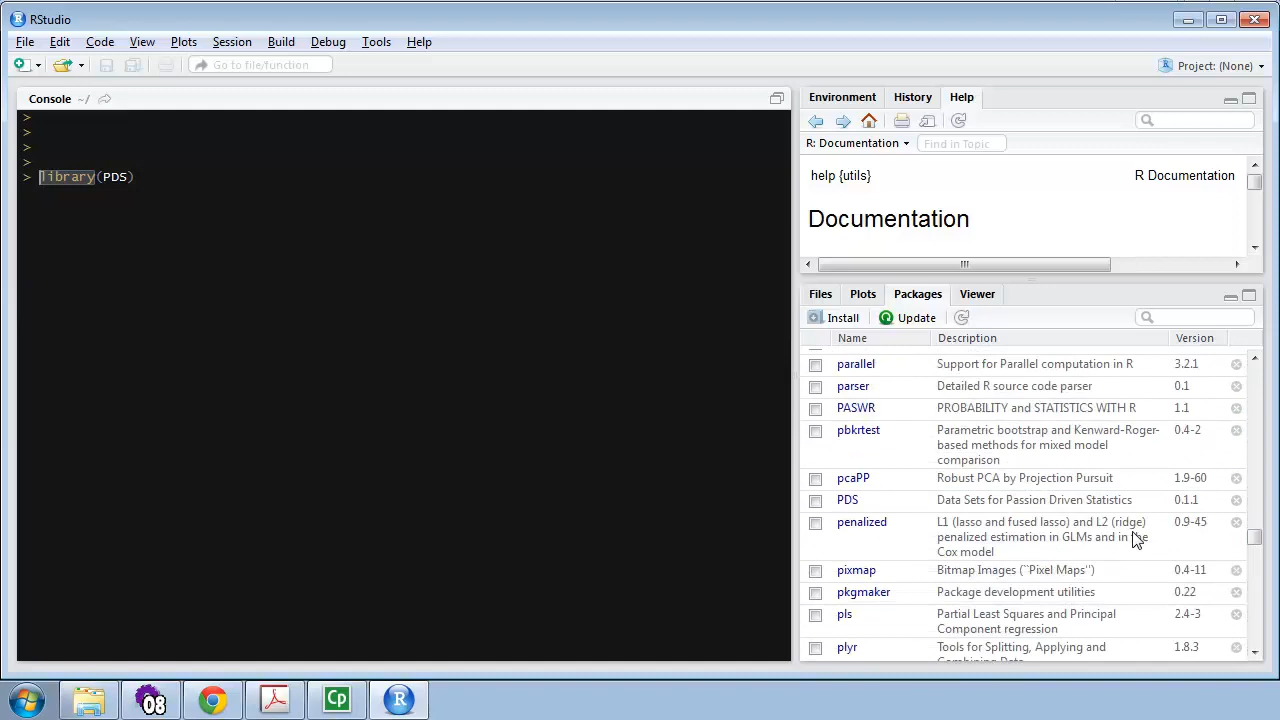 RStudio
File Edit Code View Plots Session Build Debug Tools Help
Go to file/function
Project: (None)
Console ~/
>
>
>
>
> library(PDS)
Environment History Help
R: Documentation Find in Topic
help {utils} R Documentation
Documentation
Files Plots Packages Viewer
Install Update
Name Description Version
parallel Support for Parallel computation in R 3.2.1
parser Detailed R source code parser 0.1
PASWR PROBABILITY and STATISTICS WITH R 1.1
pbkrtest Parametric bootstrap and Kenward-Roger- 0.4-2
based methods for mixed model
comparison
pcaPP Robust PCA by Projection Pursuit 1.9-60
PDS Data Sets for Passion Driven Statistics 0.1.1
penalized L1 (lasso and fused lasso) and L2 (ridge) 0.9-45
penalized estimation in GLMs and in the
Cox model
pixmap Bitmap Images (``Pixel Maps'') 0.4-11
pkgmaker Package development utilities 0.22
pls Partial Least Squares and Principal 2.4-3
Component regression
plyr Tools for Splitting, Applying and 1.8.3
Combining Data
08
Cp
R